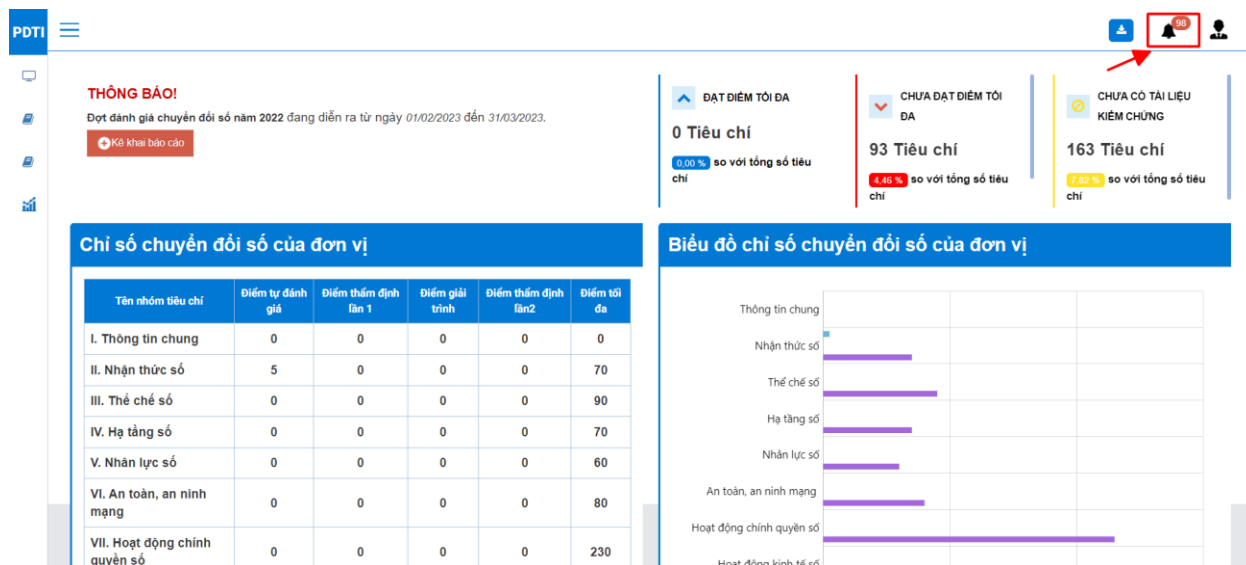 PDTI
98
THÔNG BÁO!
Đợt đánh giá chuyển đổi số năm 2022 đang diễn ra từ ngày 01/02/2023 đến 31/03/2023.
Kê khai báo cáo
ĐẠT ĐIỂM TỐI ĐA
0 Tiêu chí
0,00 % so với tổng số tiêu
chí
CHƯA ĐẠT ĐIỂM TỐI
ĐA
93 Tiêu chí
4,46 % so với tổng số tiêu
chí
CHƯA CÓ TÀI LIỆU
KIỂM CHỨNG
163 Tiêu chí
7,82 % so với tổng số tiêu
chí
Chỉ số chuyển đổi số của đơn vị
Tên nhóm tiêu chí Điểm tự đánh Điểm thẩm định Điểm giải Điểm thẩm định Điểm tối
giá lần 1 trình lần2 đa
I. Thông tin chung 0 0 0 0 0
II. Nhận thức số 5 0 0 0 70
III. Thể chế số 0 0 0 0 90
IV. Hạ tầng số 0 0 0 0 70
V. Nhân lực số 0 0 0 0 60
VI. An toàn, an ninh
mạng 0 0 0 0 80
VII. Hoạt động chính
quyền số 0 0 0 0 230
Biểu đồ chỉ số chuyển đổi số của đơn vị
Thông tin chung
Nhận thức số
Thể chế số
Hạ tầng số
Nhân lực số
An toàn, an ninh mạng
Hoạt động chính quyền số
Hoạt động kinh tế số